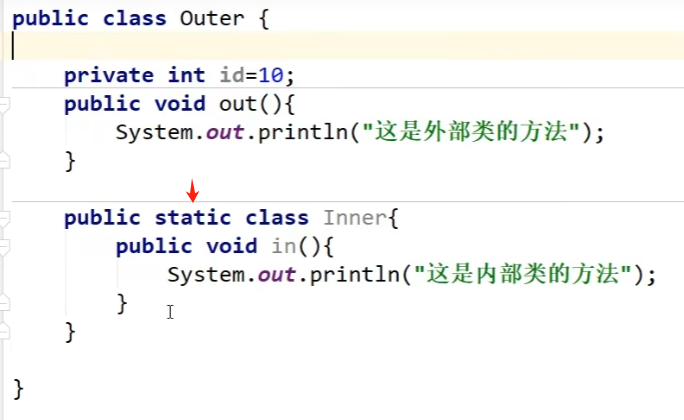 public class Outer {
private int id=10;
public void out(){
System.out.println("这是外部类的方法");
}
public static class Inner{
public void in(){
System.out.println("这是内部类的方法");
}
}
}